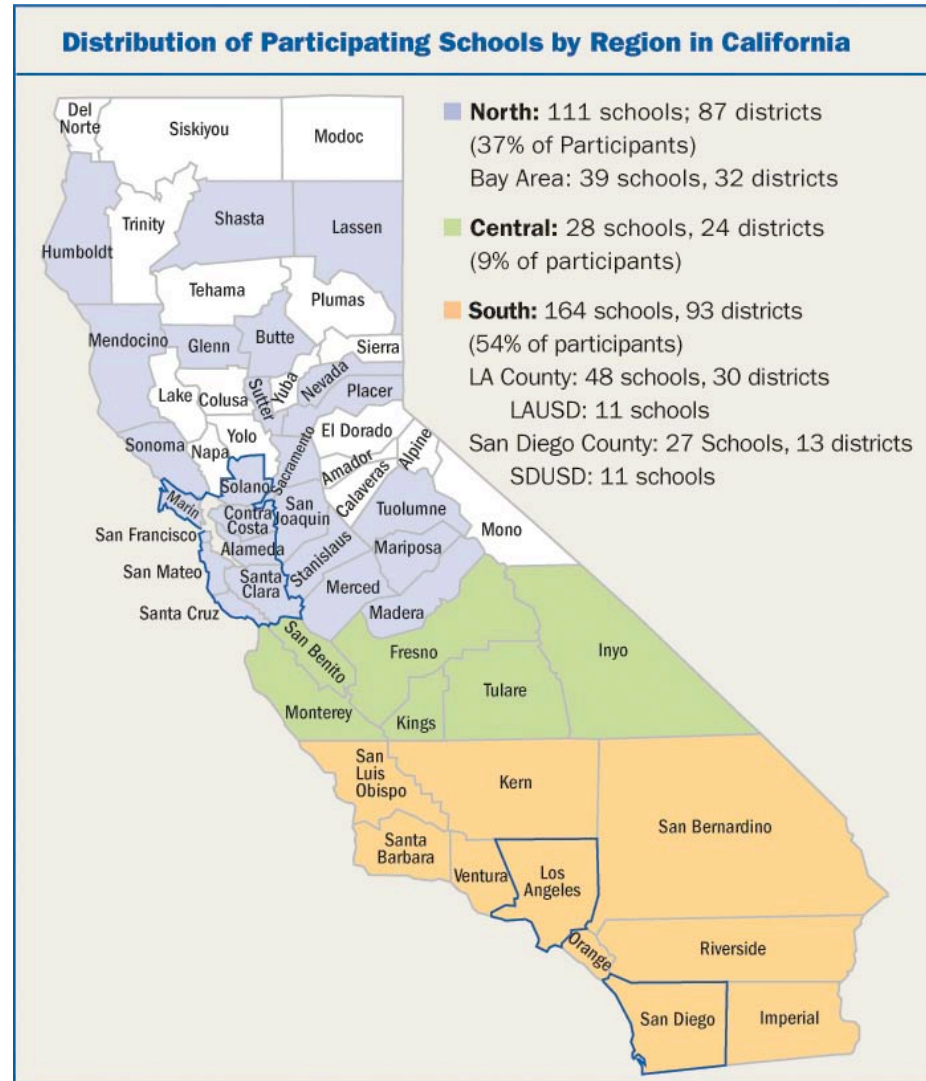 Distribution of Participating Schools by Region in California
North: 111 schools; 87 districts
(37% of Participants)
Bay Area: 39 schools, 32 districts
Central: 28 schools, 24 districts
(9% of participants)
South: 164 schools, 93 districts
(54% of participants)
LA County: 48 schools, 30 districts
LAUSD: 11 schools
San Diego County: 27 Schools, 13 districts
SDUSD: 11 schools
Del
Norte
Siskiyou
Modoc
Trinity
Shasta
Lassen
Humboldt
Tehama
Plumas
Mendocino
Glenn
Butte
Sierra
Lake
Colusa
Sutter
Yuba
Nevada
Placer
Sonoma
Napa
Yolo
Sacramento
El Dorado
Amador
Alpine
Calaveras
Solano
Marin
Contra
Costa
San
Joaquin
Tuolumne
Mono
San Francisco
Alameda
Stanislaus
Mariposa
San Mateo
Santa
Clara
Merced
Santa Cruz
Madera
San Benito
Fresno
Inyo
Monterey
Kings
Tulare
San
Luis
Obispo
Kern
San Bernardino
Santa
Barbara
Ventura
Los
Angeles
Orange
Riverside
San Diego
Imperial